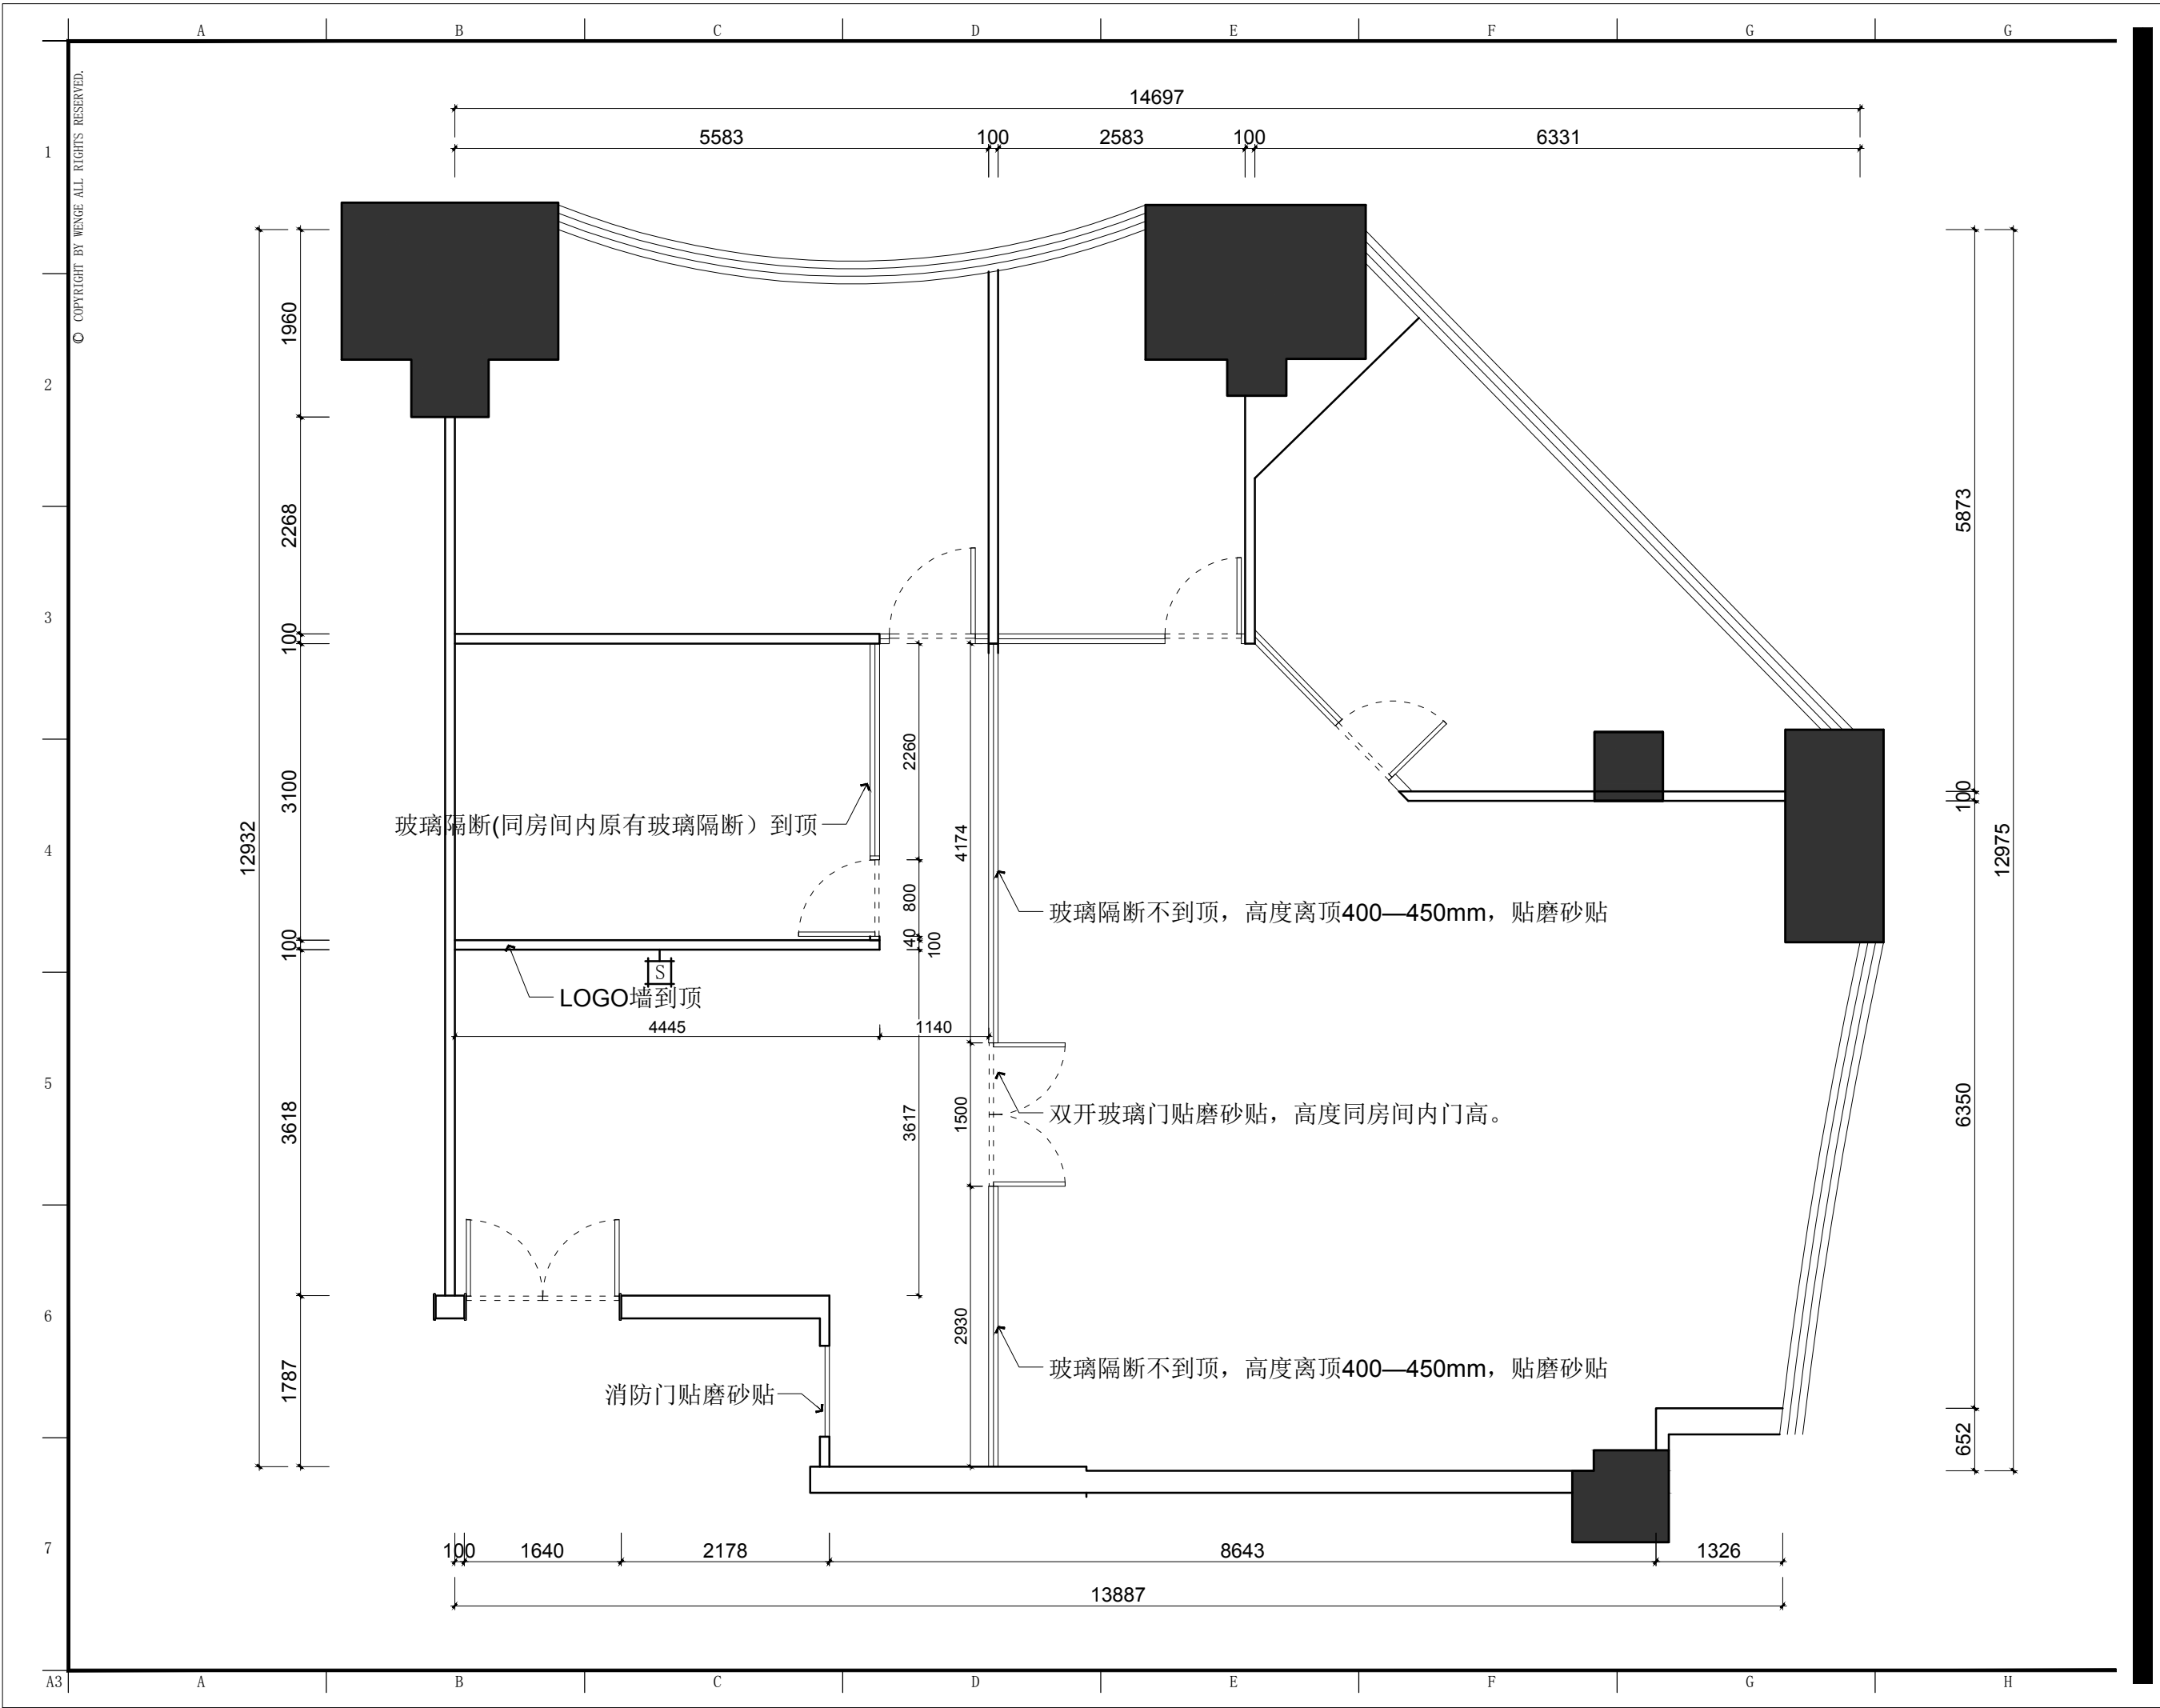 A B C D E F G G
© COPYRIGHT BY WENGE ALL RIGHTS RESERVED.
14697
5583 100 2583 100 6331
1
2
3
4
5
6
7
12932
1960
2268
100
3100
100
3618
1787
5873
100
6350
652
12975
2260
800
40
100
3617
4174
1500
2930
玻璃隔断(同房间内原有玻璃隔断）到顶
玻璃隔断不到顶，高度离顶400—450mm，贴磨砂贴
S
LOGO墙到顶
4445 1140
双开玻璃门贴磨砂贴，高度同房间内门高。
玻璃隔断不到顶，高度离顶400—450mm，贴磨砂贴
消防门贴磨砂贴
100 1640 2178 8643 1326
13887
A3 A B C D E F G H